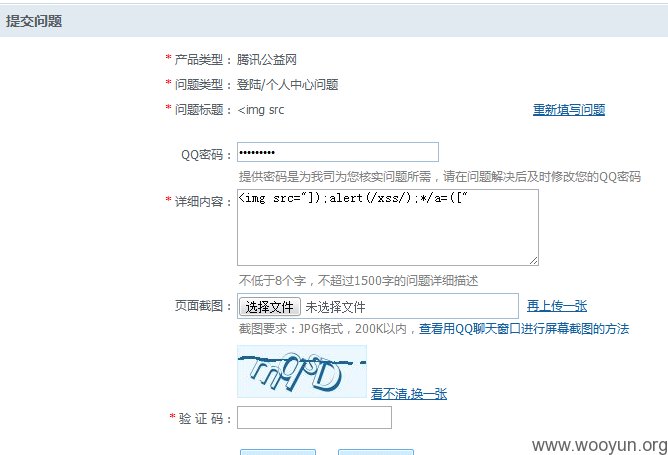 提交问题
* 产品类型： 腾讯公益网
* 问题类型： 登陆/个人中心问题
* 问题标题： <img src 重新填写问题
QQ密码： •••••••••
提供密码是为我司为您核实问题所需，请在问题解决后及时修改您的QQ密码
* 详细内容： <img src="]);alert(/xss/);*/a=(["
不低于8个字，不超过1500字的问题详细描述
页面截图： 选择文件 未选择文件 再上传一张
截图要求：JPG格式，200K以内，查看用QQ聊天窗口进行屏幕截图的方法
看不清,换一张
* 验 证 码：
www.wooyun.org